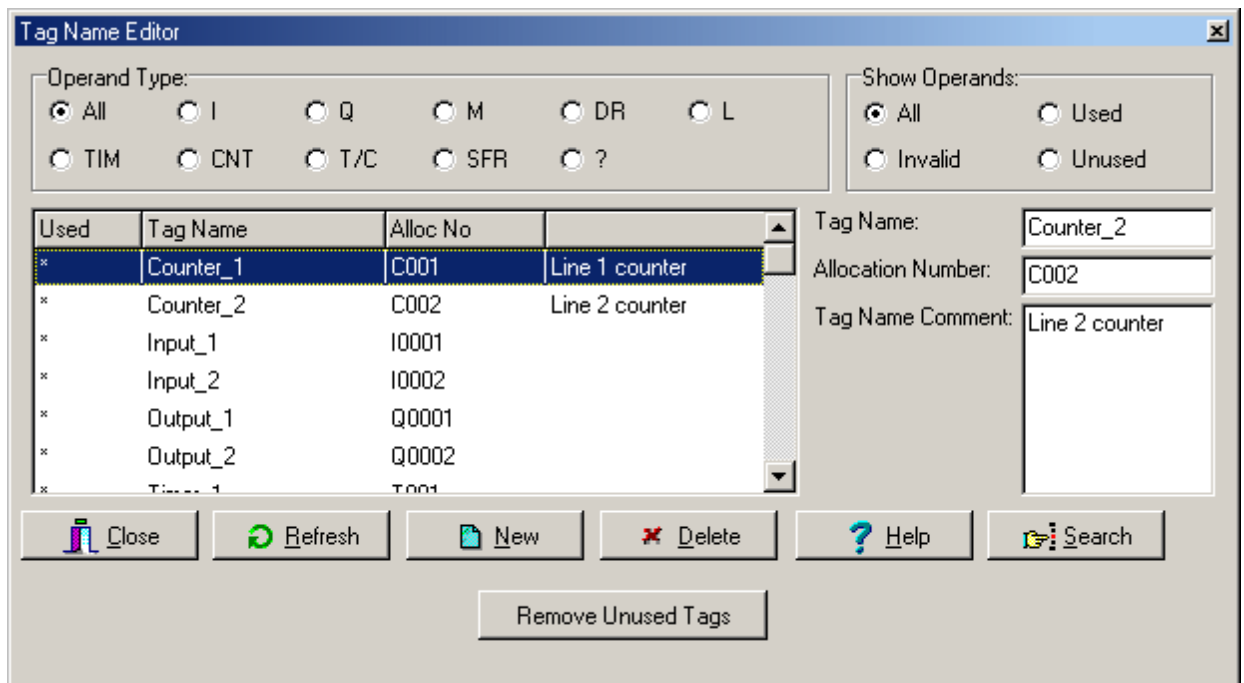 Tag Name Editor
Operand Type:
All I Q M DR L
TIM CNT T/C SFR ?
Show Operands:
All Used
Invalid Unused
Used Tag Name Alloc No
* Counter_1 C001 Line 1 counter
* Counter_2 C002 Line 2 counter
* Input_1 I0001
* Input_2 I0002
* Output_1 Q0001
* Output_2 Q0002
* Timer_1 T001
Tag Name: Counter_2
Allocation Number: C002
Tag Name Comment: Line 2 counter
Close Refresh New Delete Help Search
Remove Unused Tags